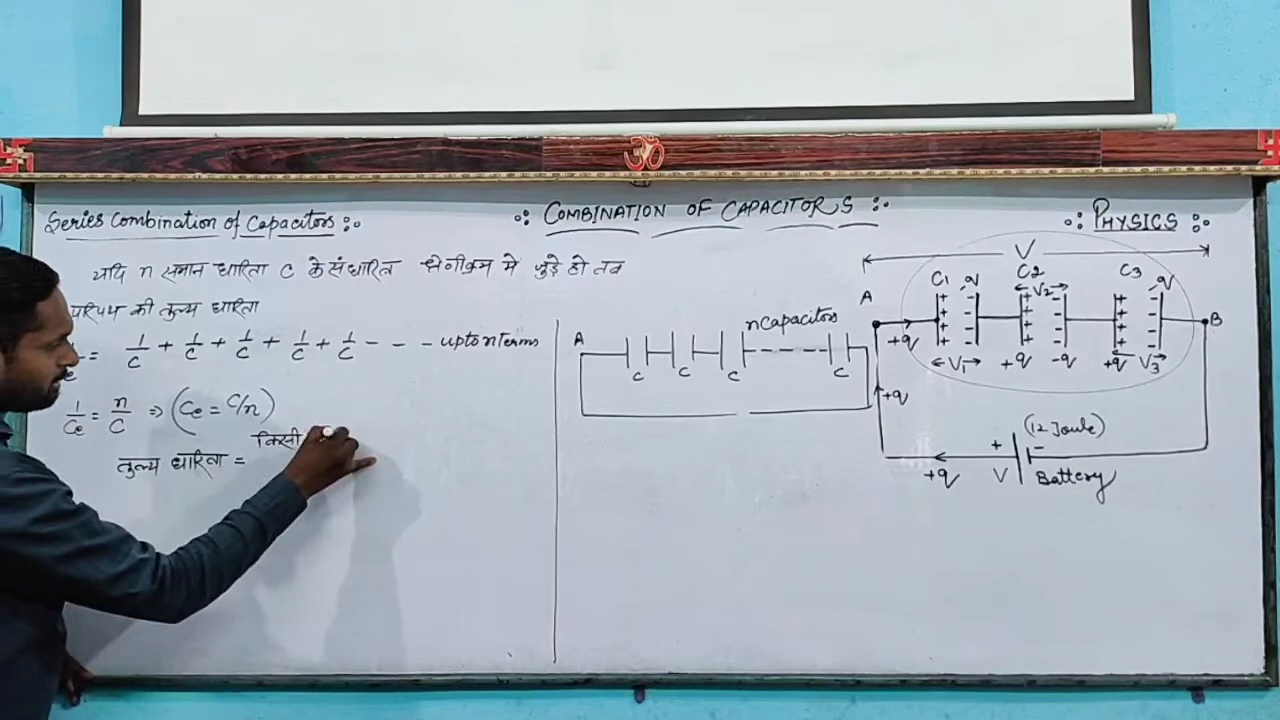 Series Combination of Capacitors :-
:: COMBINATION OF CAPACITORS ::
:: PHYSICS ::
यदि n समान धारिता C के संधारित्र श्रेणीक्रम मे जुड़े हो तब
परिपथ की तुल्य धारिता
= 1/C + 1/C + 1/C + 1/C + 1/C - - - upto n terms
1/Ce = n/C ⇒ (Ce = C/n)
तुल्य धारिता = किसी
A
n capacitors
C C C C
V
C1 -q C2 C3 -q
V2
A
B
+q
V1 +q -q +q V3
+q
(12 Joule)
+ -
+q V Battery